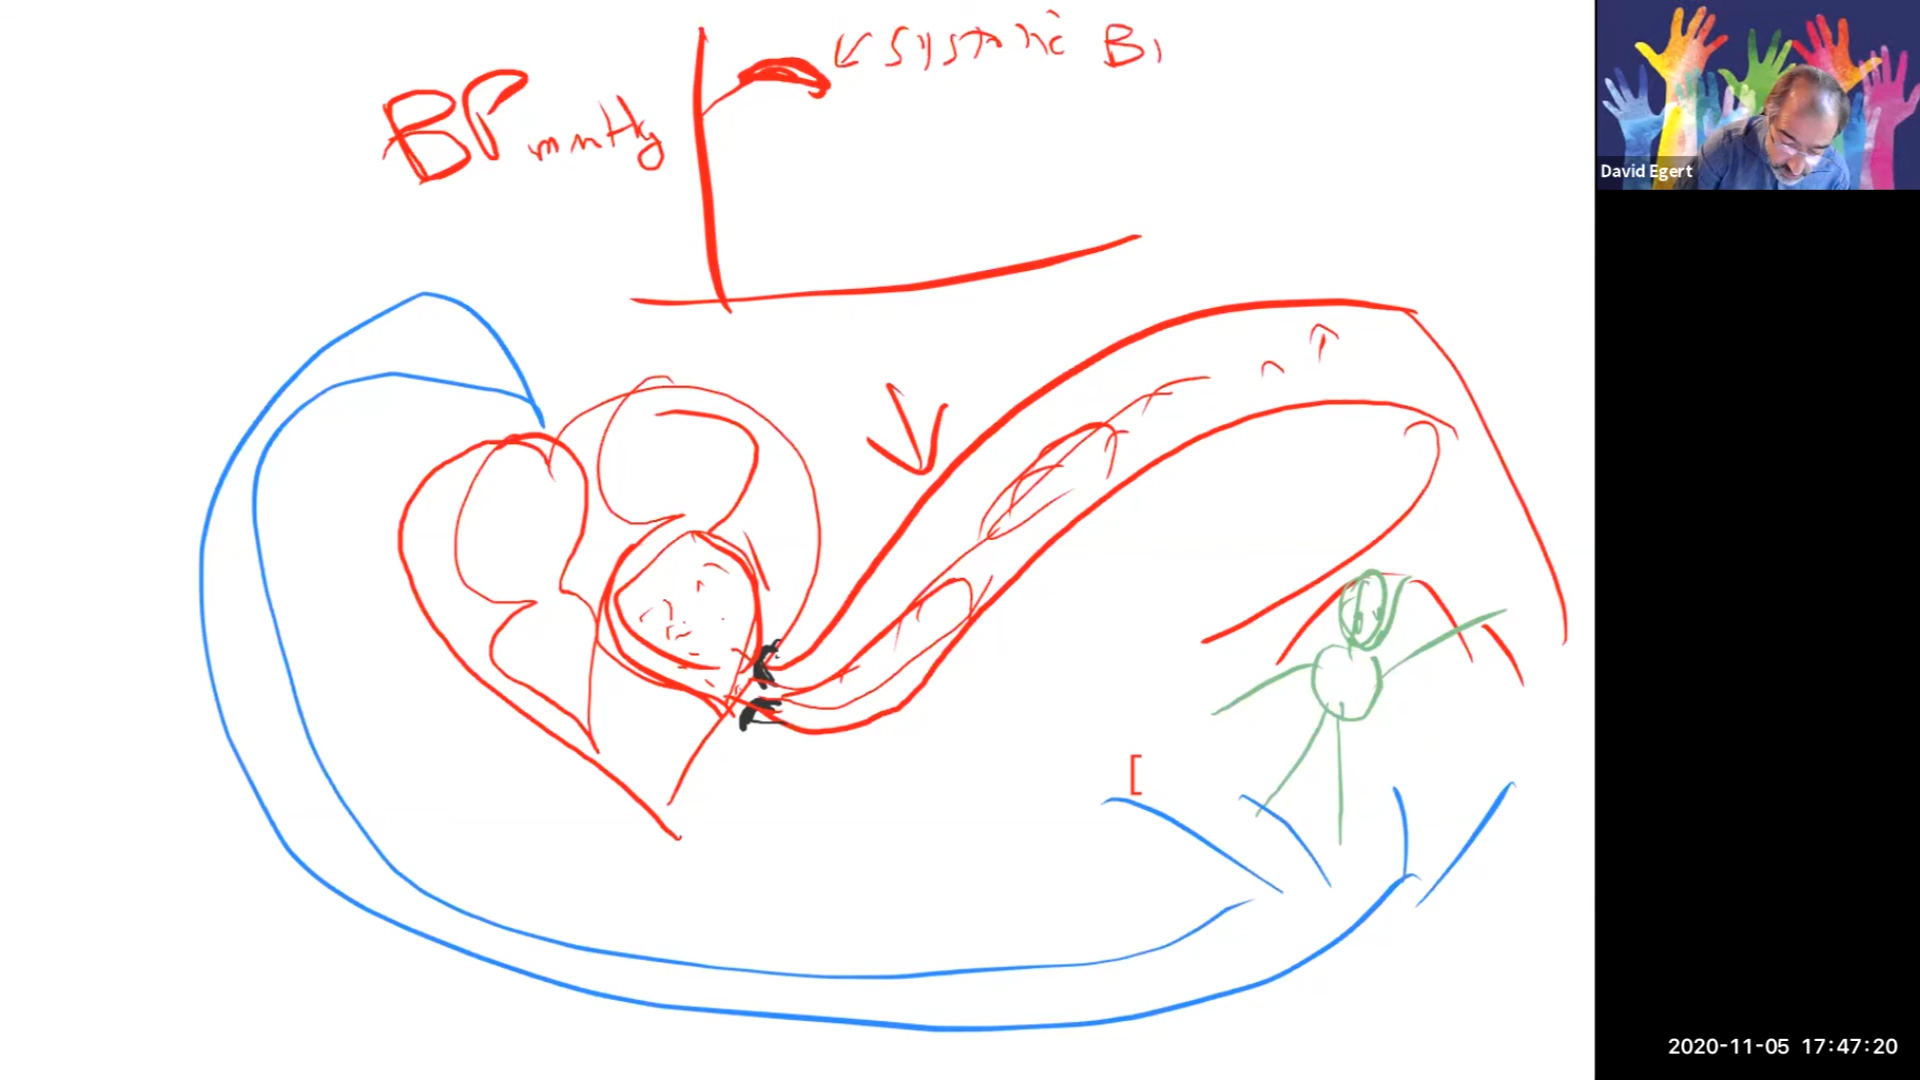 systolic B
BP mmHg
David Egert
[
2020-11-05 17:47:20